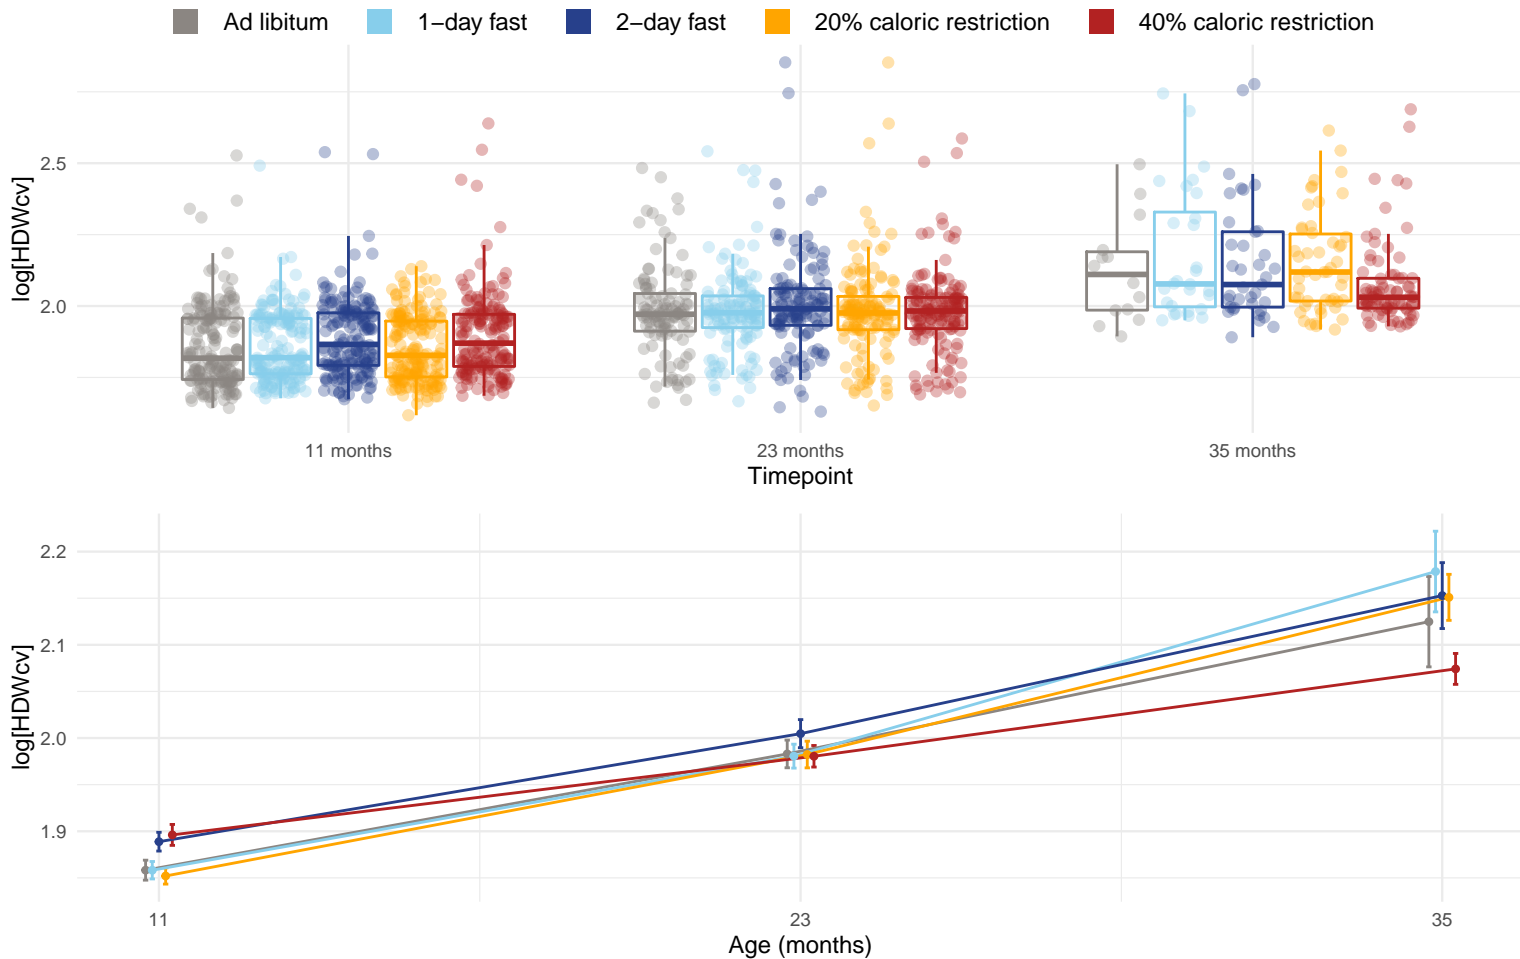 Ad libitum 1−day fast 2−day fast 20% caloric restriction 40% caloric restriction
log[HDWcv]
2.5
2.0
11 months 23 months 35 months
Timepoint
log[HDWcv]
2.2
2.1
2.0
1.9
11 23 35
Age (months)